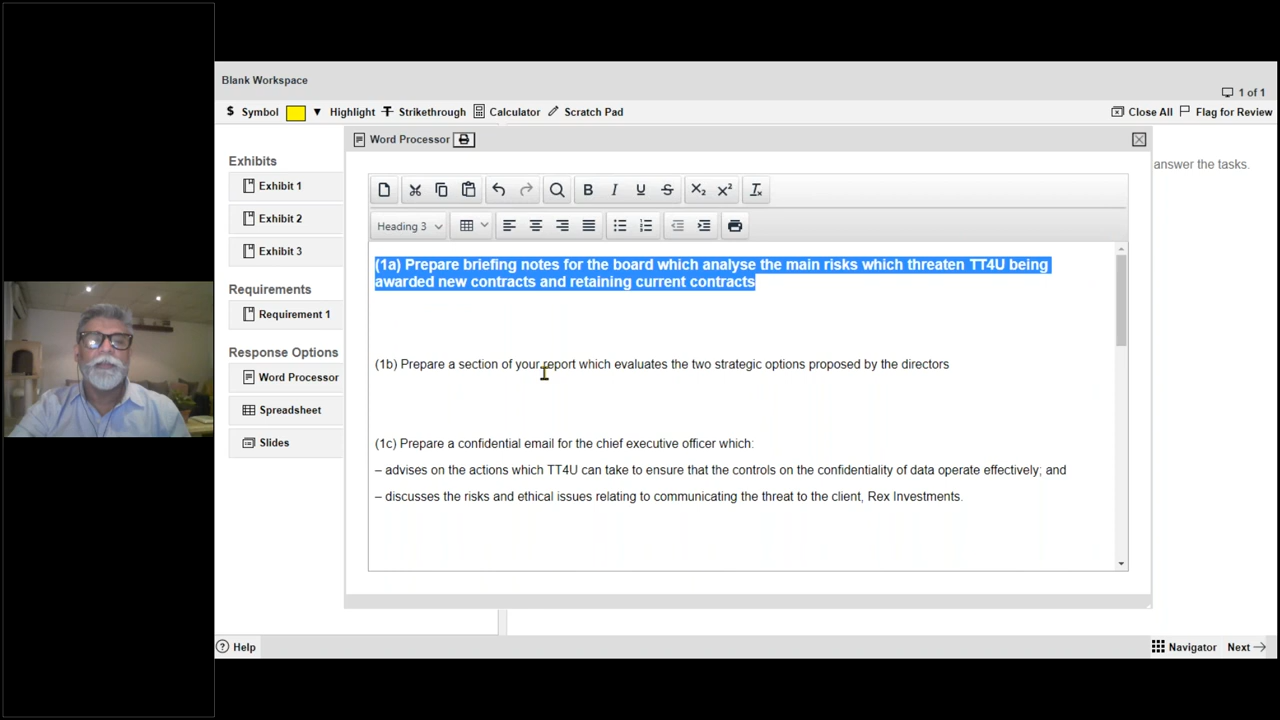 Blank Workspace
1 of 1
$ Symbol Highlight Strikethrough Calculator Scratch Pad Close All Flag for Review
Word Processor
answer the tasks.
Exhibits
Exhibit 1
Exhibit 2
Exhibit 3
Requirements
Requirement 1
Response Options
Word Processor
Spreadsheet
Slides
B I U S X₂ X² Tx
Heading 3
(1a) Prepare briefing notes for the board which analyse the main risks which threaten TT4U being
awarded new contracts and retaining current contracts
(1b) Prepare a section of your report which evaluates the two strategic options proposed by the directors
(1c) Prepare a confidential email for the chief executive officer which:
– advises on the actions which TT4U can take to ensure that the controls on the confidentiality of data operate effectively; and
– discusses the risks and ethical issues relating to communicating the threat to the client, Rex Investments.
Help
Navigator Next